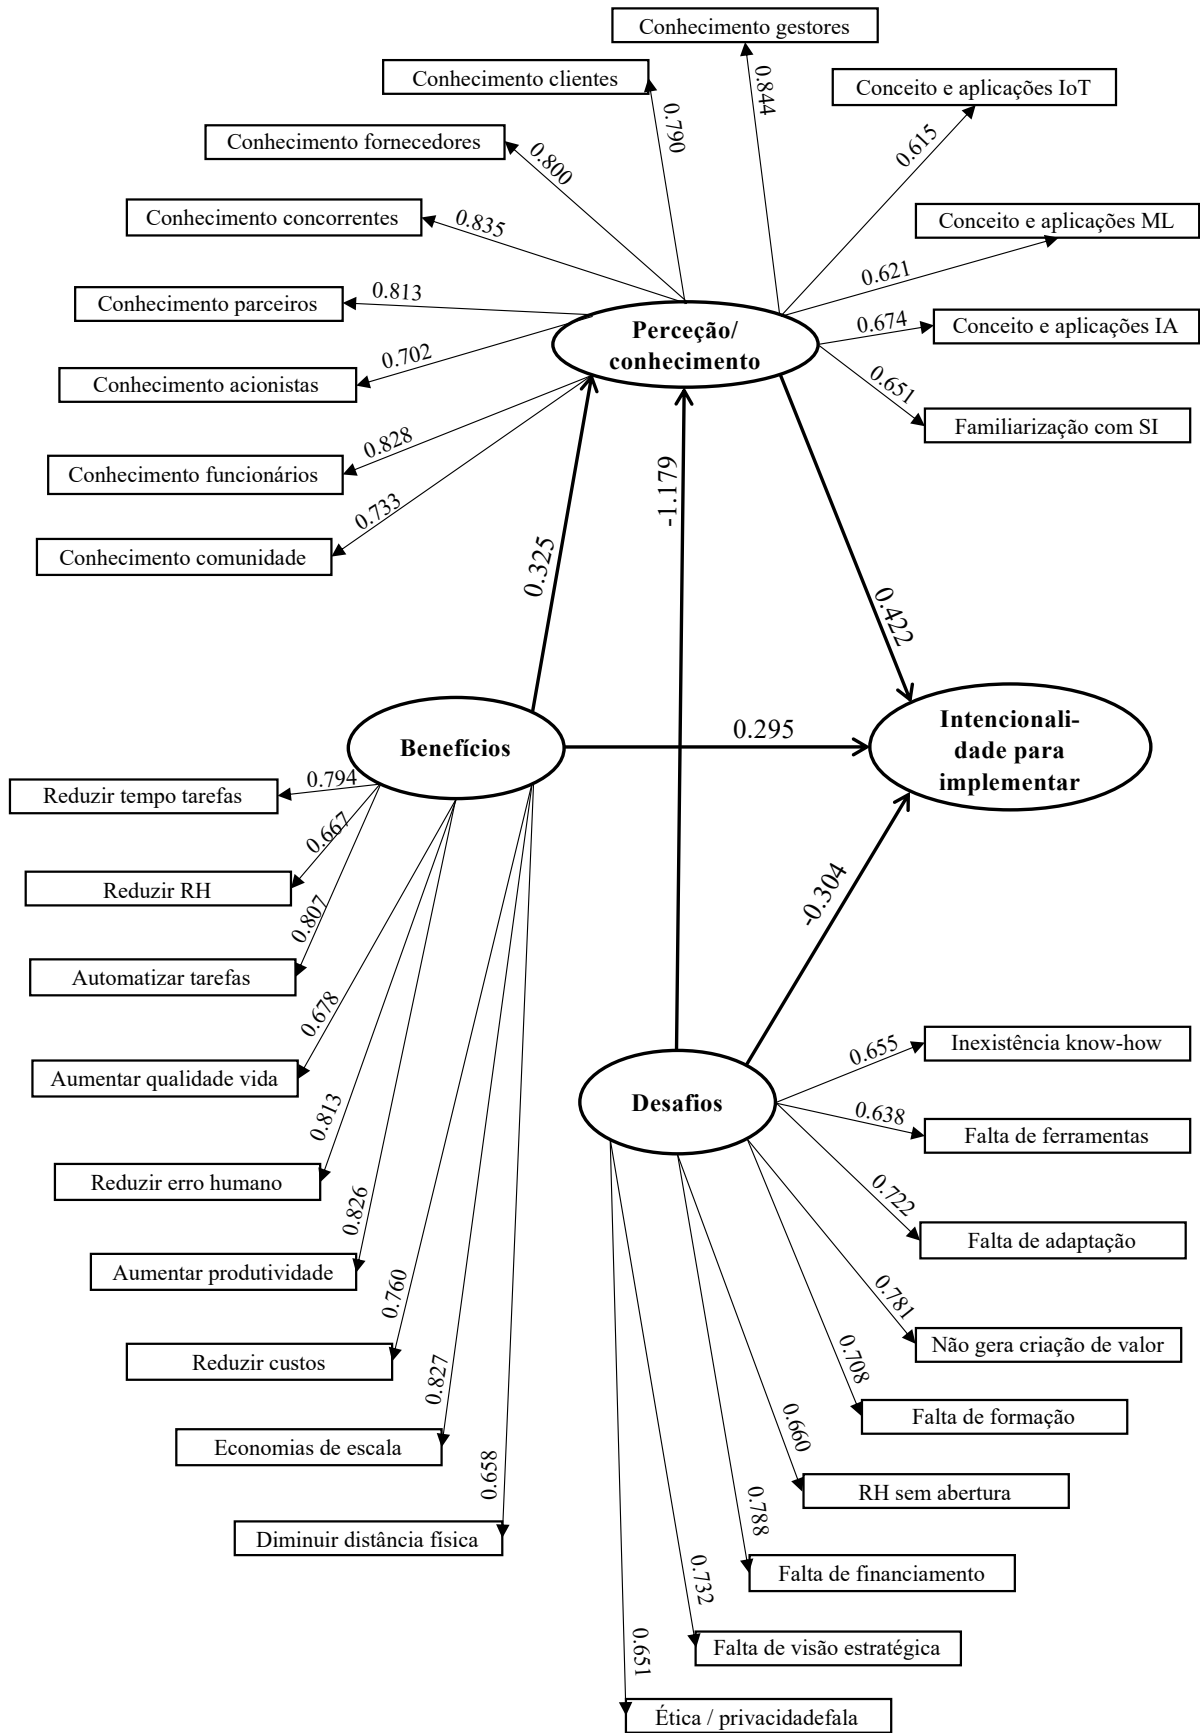 Conhecimento gestores
Conhecimento clientes
0.844
0.790
Conceito e aplicações IoT
0.615
Conhecimento fornecedores
0.800
Conhecimento concorrentes
0.835
Conceito e aplicações ML
0.621
Conhecimento parceiros
0.813
Perceção/
conhecimento
0.674
Conceito e aplicações IA
0.702
Conhecimento acionistas
0.651
Familiarização com SI
0.828
Conhecimento funcionários
0.733
Conhecimento comunidade
-1.179
0.325
0.422
Benefícios
0.295
Intencionali-
dade para
implementar
0.794
Reduzir tempo tarefas
0.667
Reduzir RH
0.807
Automatizar tarefas
0.678
Aumentar qualidade vida
0.813
Reduzir erro humano
0.826
Aumentar produtividade
0.760
Reduzir custos
0.827
Economias de escala
0.658
Diminuir distância física
-0.304
Desafios
0.655
Inexistência know-how
0.638
Falta de ferramentas
0.722
Falta de adaptação
0.781
Não gera criação de valor
0.708
Falta de formação
0.660
RH sem abertura
0.788
Falta de financiamento
0.732
Falta de visão estratégica
0.651
Ética / privacidadefala